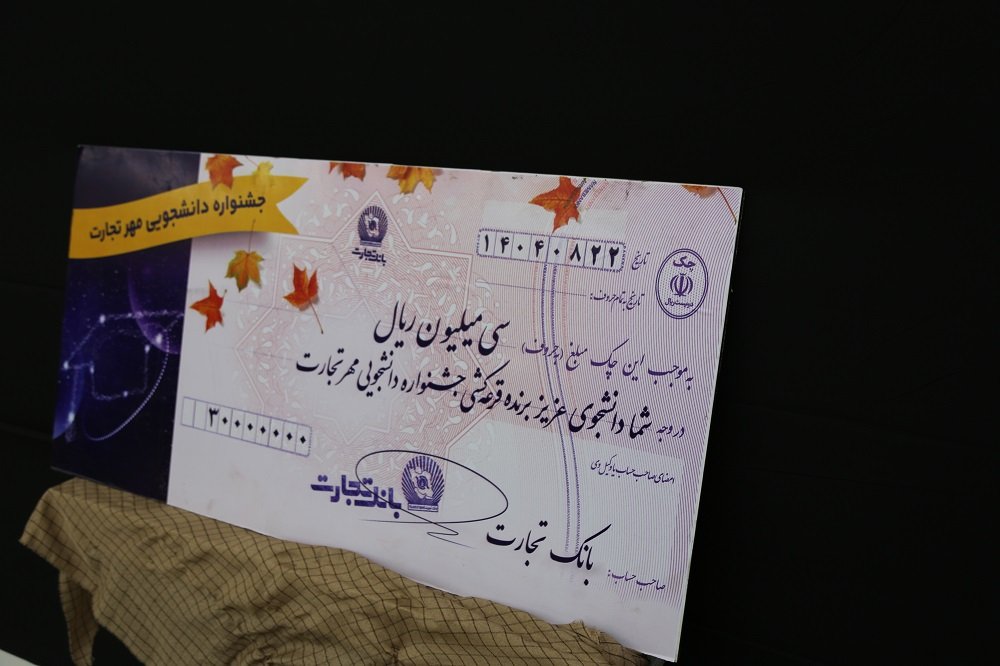 جشنواره دانشجویی مهر تجارت
بانک تجارت
تاریخ ۱۴۰۴۰۸۲۲
چک
تاریخ به تمام حروف:
به موجب این چک مبلغ (به حروف) سی میلیون ریال
در وجه شما دانشجوی عزیز برنده قرعه کشی جشنواره دانشجویی مهر تجارت
۳۰۰۰۰۰۰۰
امضای صاحب حساب یا وکیل وی
بانک تجارت
صاحب حساب: بانک تجارت